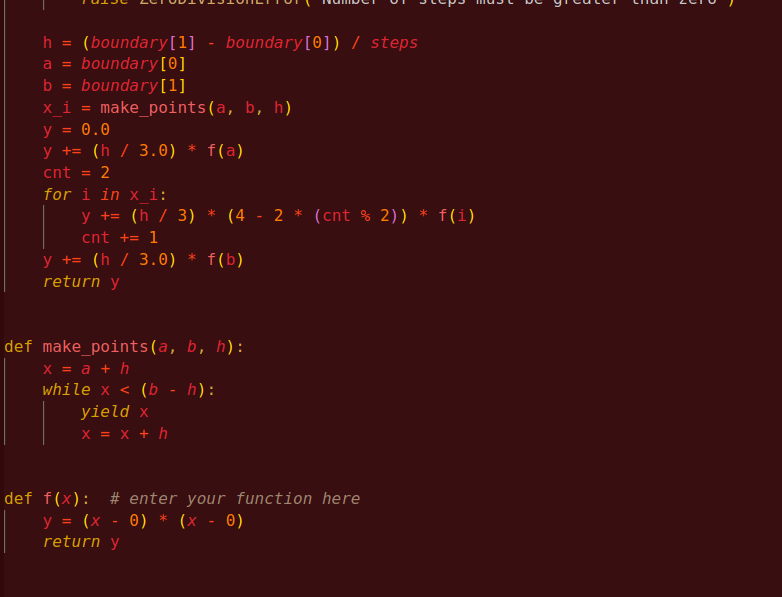 raise ZeroDivisionError("Number of steps must be greater than zero")
h = (boundary[1] - boundary[0]) / steps
a = boundary[0]
b = boundary[1]
x_i = make_points(a, b, h)
y = 0.0
y += (h / 3.0) * f(a)
cnt = 2
for i in x_i:
y += (h / 3) * (4 - 2 * (cnt % 2)) * f(i)
cnt += 1
y += (h / 3.0) * f(b)
return y
def make_points(a, b, h):
x = a + h
while x < (b - h):
yield x
x = x + h
def f(x):  # enter your function here
y = (x - 0) * (x - 0)
return y